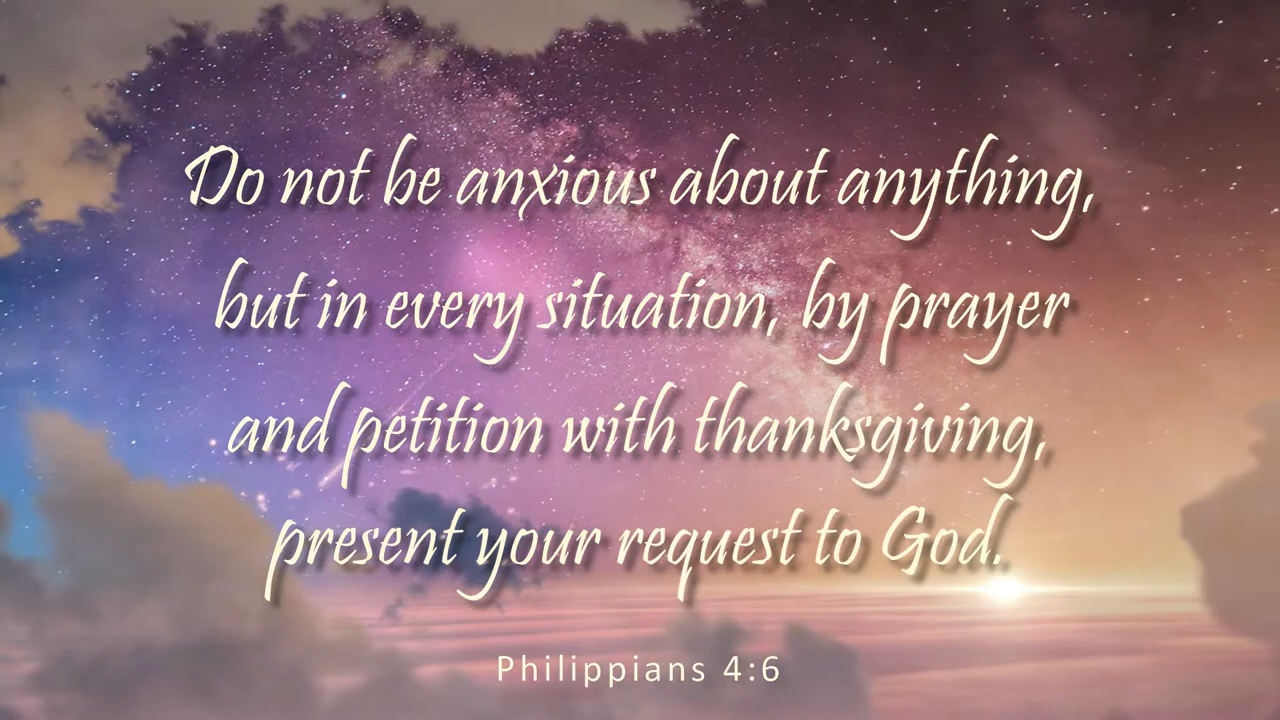 Do not be anxious about anything,
but in every situation, by prayer
and petition with thanksgiving,
present your request to God.
Philippians 4:6